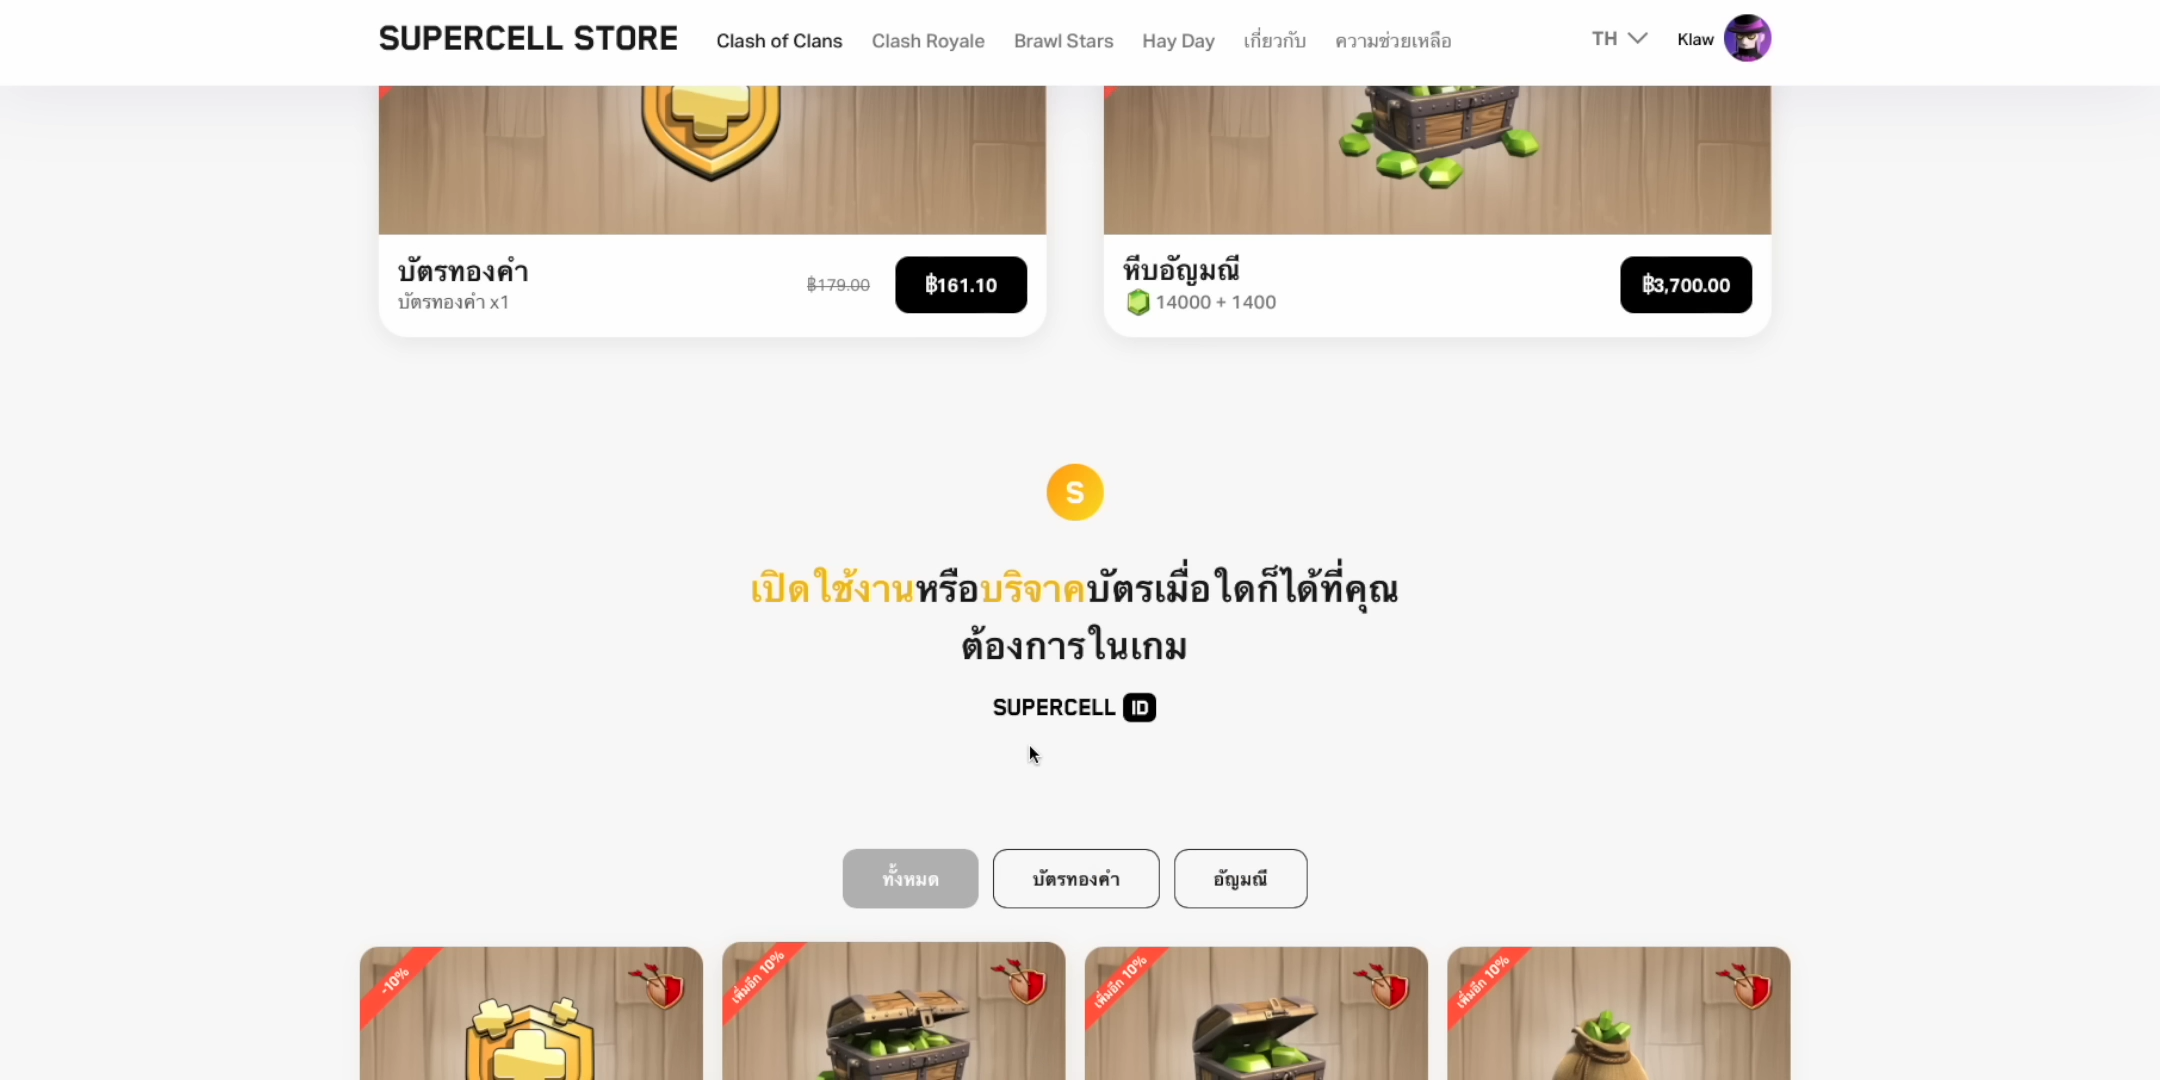 SUPERCELL STORE
Clash of Clans
Clash Royale
Brawl Stars
Hay Day
เกี่ยวกับ
ความช่วยเหลือ
TH
Klaw
บัตรทองคำ
บัตรทองคำ x1
฿179.00
฿161.10
หีบอัญมณี
14000 + 1400
฿3,700.00
S
เปิดใช้งานหรือบริจาคบัตรเมื่อใดก็ได้ที่คุณ
ต้องการในเกม
SUPERCELL ID
ทั้งหมด
บัตรทองคำ
อัญมณี
-10%
เพิ่มอีก 10%
เพิ่มอีก 10%
เพิ่มอีก 10%